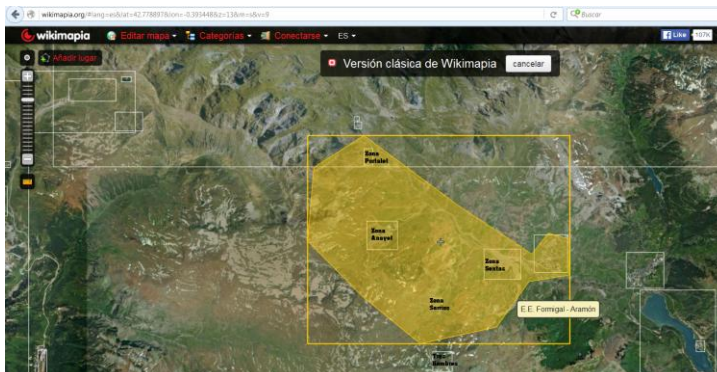 wikimapia.org/#lang=es&lat=42.778897&lon=-0.393448&z=13&m=s&v=9
Buscar
wikimapia
Editar mapa
Categorías
Conectarse
ES
Like
107K
Añadir lugar
Versión clásica de Wikimapia
cancelar
Zona
Portalet
Zona
Anayet
Zona
Sextas
Zona
Sarrios
E.E. Formigal - Aramón
Tres
Hombres